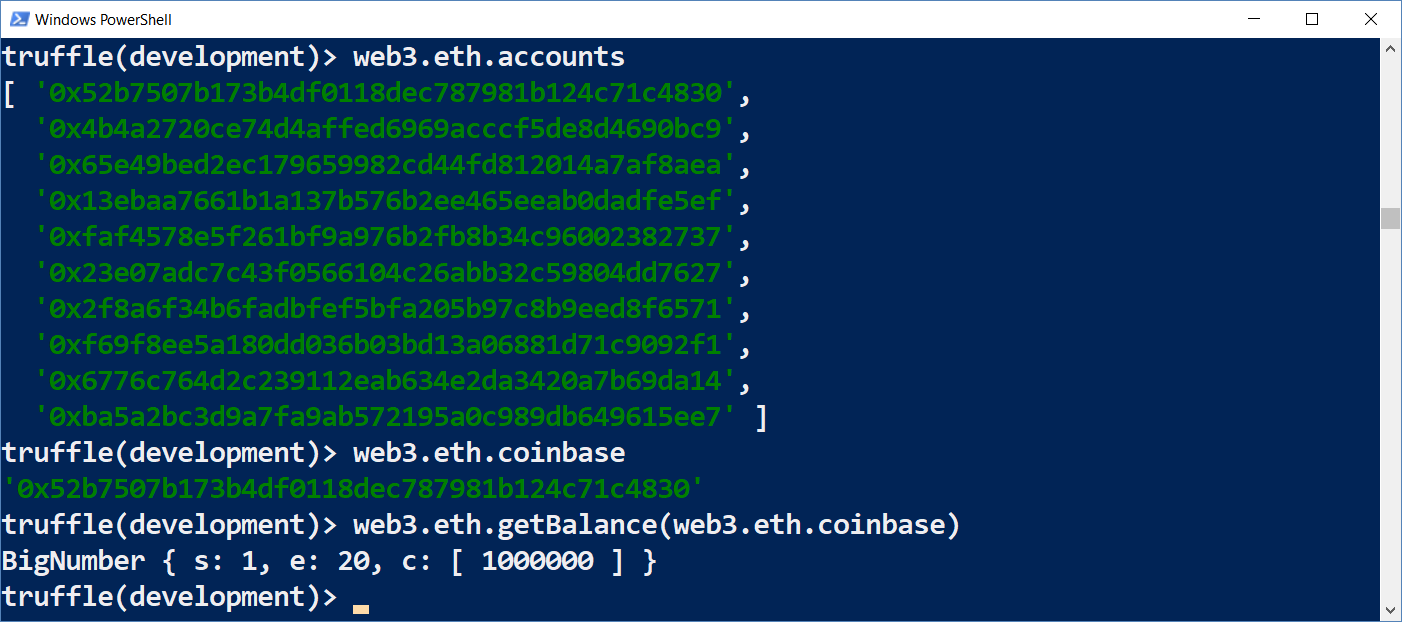 Windows PowerShell
truffle(development)> web3.eth.accounts
[ '0x52b7507b173b4df0118dec787981b124c71c4830',
'0x4b4a2720ce74d4affed6969acccf5de8d4690bc9',
'0x65e49bed2ec179659982cd44fd812014a7af8aea',
'0x13ebaa7661b1a137b576b2ee465eeab0dadfe5ef',
'0xfaf4578e5f261bf9a976b2fb8b34c96002382737',
'0x23e07adc7c43f0566104c26abb32c59804dd7627',
'0x2f8a6f34b6fadbfef5bfa205b97c8b9eed8f6571',
'0xf69f8ee5a180dd036b03bd13a06881d71c9092f1',
'0x6776c764d2c239112eab634e2da3420a7b69da14',
'0xba5a2bc3d9a7fa9ab572195a0c989db649615ee7' ]
truffle(development)> web3.eth.coinbase
'0x52b7507b173b4df0118dec787981b124c71c4830'
truffle(development)> web3.eth.getBalance(web3.eth.coinbase)
BigNumber { s: 1, e: 20, c: [ 1000000 ] }
truffle(development)>